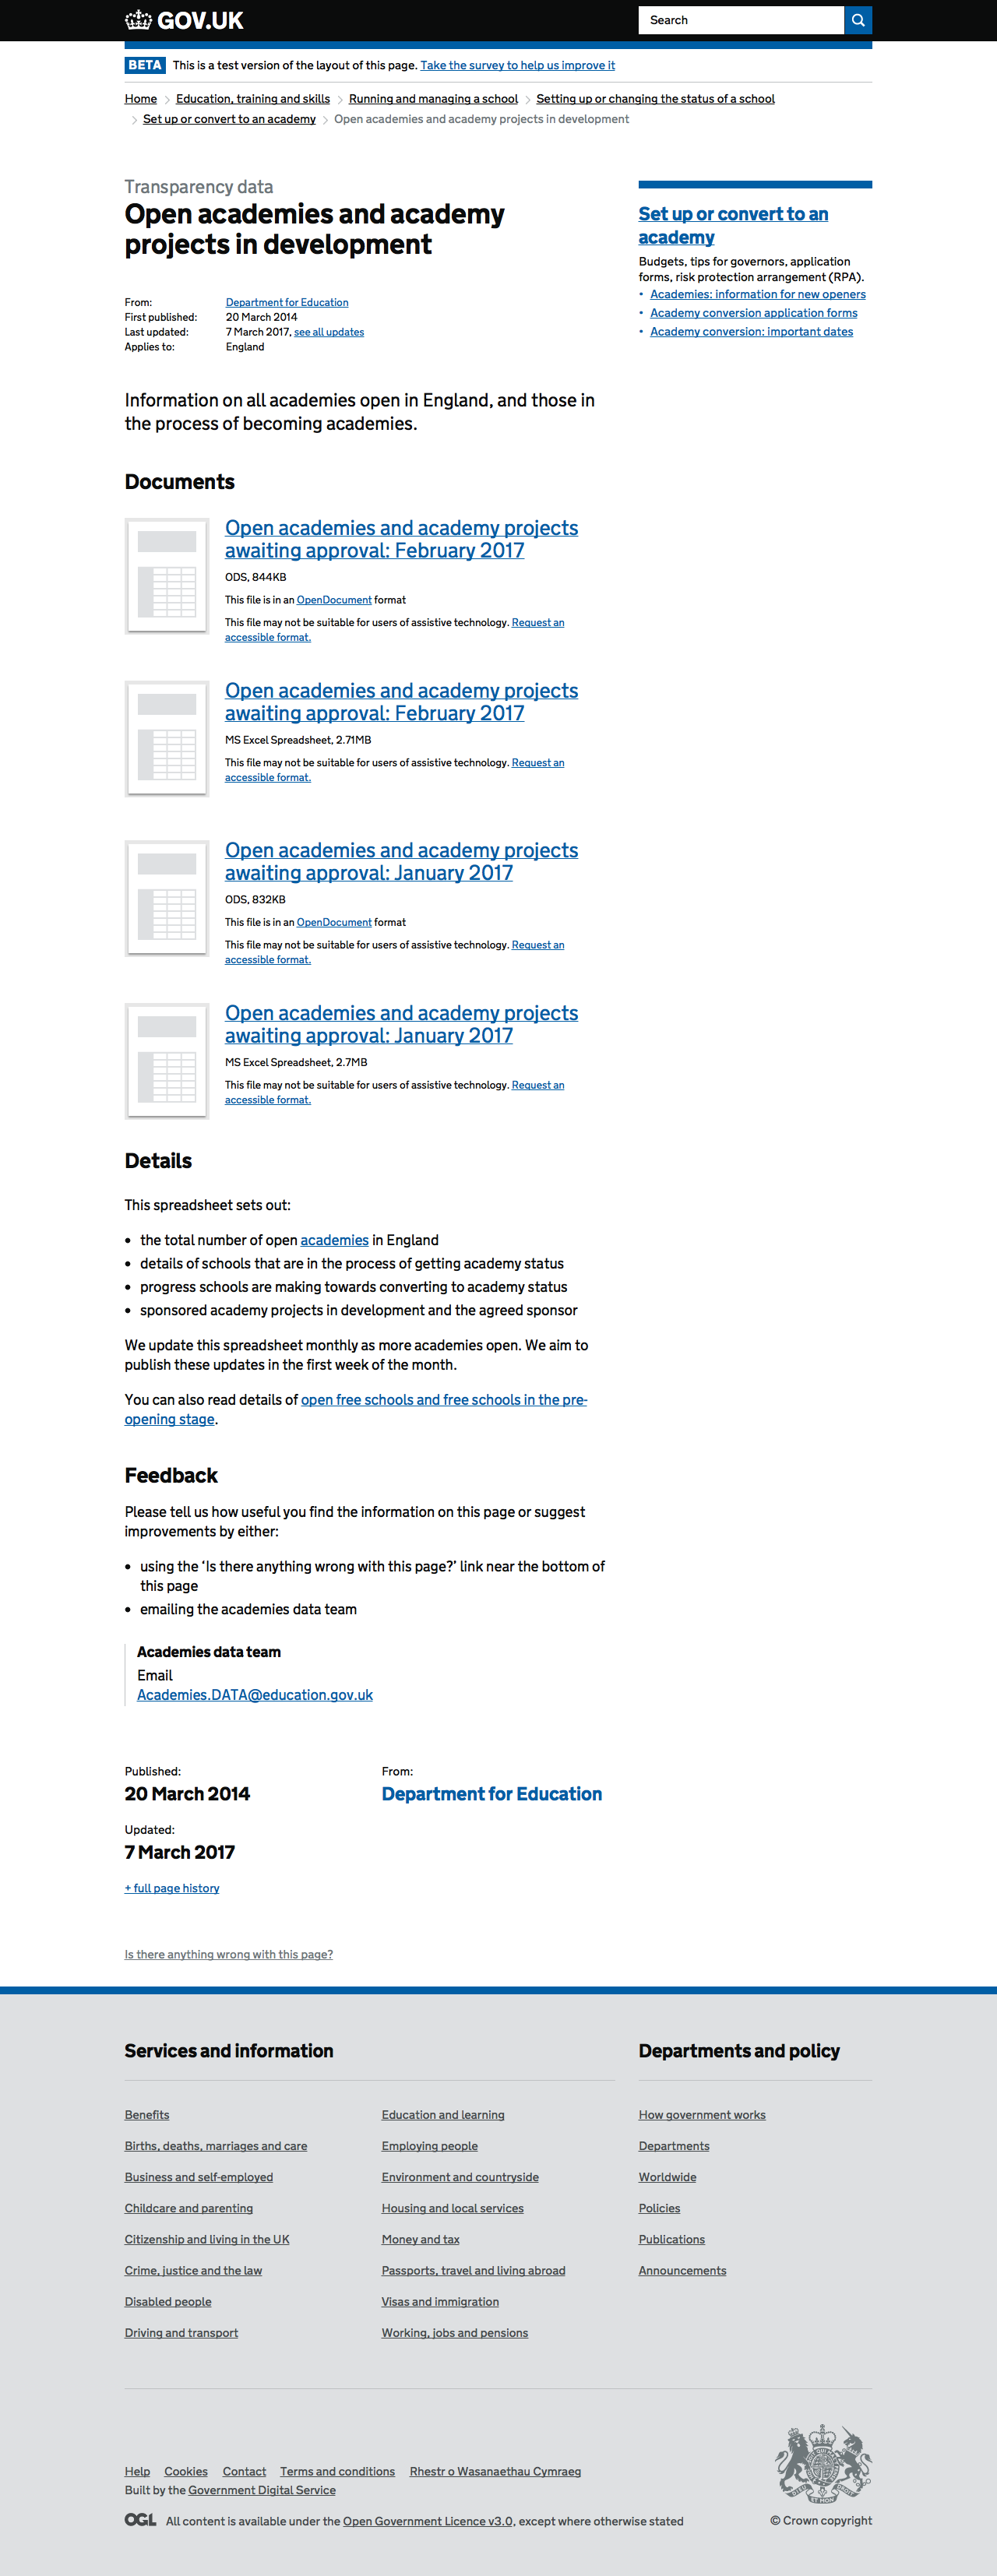 GOV.UK
Search
BETA This is a test version of the layout of this page. Take the survey to help us improve it
Home > Education, training and skills > Running and managing a school > Setting up or changing the status of a school
> Set up or convert to an academy > Open academies and academy projects in development
Transparency data
Open academies and academy
projects in development
From: Department for Education
First published: 20 March 2014
Last updated: 7 March 2017, see all updates
Applies to: England
Set up or convert to an
academy
Budgets, tips for governors, application
forms, risk protection arrangement (RPA).
• Academies: information for new openers
• Academy conversion application forms
• Academy conversion: important dates
Information on all academies open in England, and those in
the process of becoming academies.
Documents
Open academies and academy projects
awaiting approval: February 2017
ODS, 844KB
This file is in an OpenDocument format
This file may not be suitable for users of assistive technology. Request an
accessible format.
Open academies and academy projects
awaiting approval: February 2017
MS Excel Spreadsheet, 2.71MB
This file may not be suitable for users of assistive technology. Request an
accessible format.
Open academies and academy projects
awaiting approval: January 2017
ODS, 832KB
This file is in an OpenDocument format
This file may not be suitable for users of assistive technology. Request an
accessible format.
Open academies and academy projects
awaiting approval: January 2017
MS Excel Spreadsheet, 2.7MB
This file may not be suitable for users of assistive technology. Request an
accessible format.
Details
This spreadsheet sets out:
• the total number of open academies in England
• details of schools that are in the process of getting academy status
• progress schools are making towards converting to academy status
• sponsored academy projects in development and the agreed sponsor
We update this spreadsheet monthly as more academies open. We aim to
publish these updates in the first week of the month.
You can also read details of open free schools and free schools in the pre-
opening stage.
Feedback
Please tell us how useful you find the information on this page or suggest
improvements by either:
• using the ‘Is there anything wrong with this page?’ link near the bottom of
this page
• emailing the academies data team
Academies data team
Email
Academies.DATA@education.gov.uk
Published:
20 March 2014
From:
Department for Education
Updated:
7 March 2017
+ full page history
Is there anything wrong with this page?
Services and information
Benefits
Births, deaths, marriages and care
Business and self-employed
Childcare and parenting
Citizenship and living in the UK
Crime, justice and the law
Disabled people
Driving and transport
Education and learning
Employing people
Environment and countryside
Housing and local services
Money and tax
Passports, travel and living abroad
Visas and immigration
Working, jobs and pensions
Departments and policy
How government works
Departments
Worldwide
Policies
Publications
Announcements
Help Cookies Contact Terms and conditions Rhestr o Wasanaethau Cymraeg
Built by the Government Digital Service
OGL All content is available under the Open Government Licence v3.0, except where otherwise stated
© Crown copyright